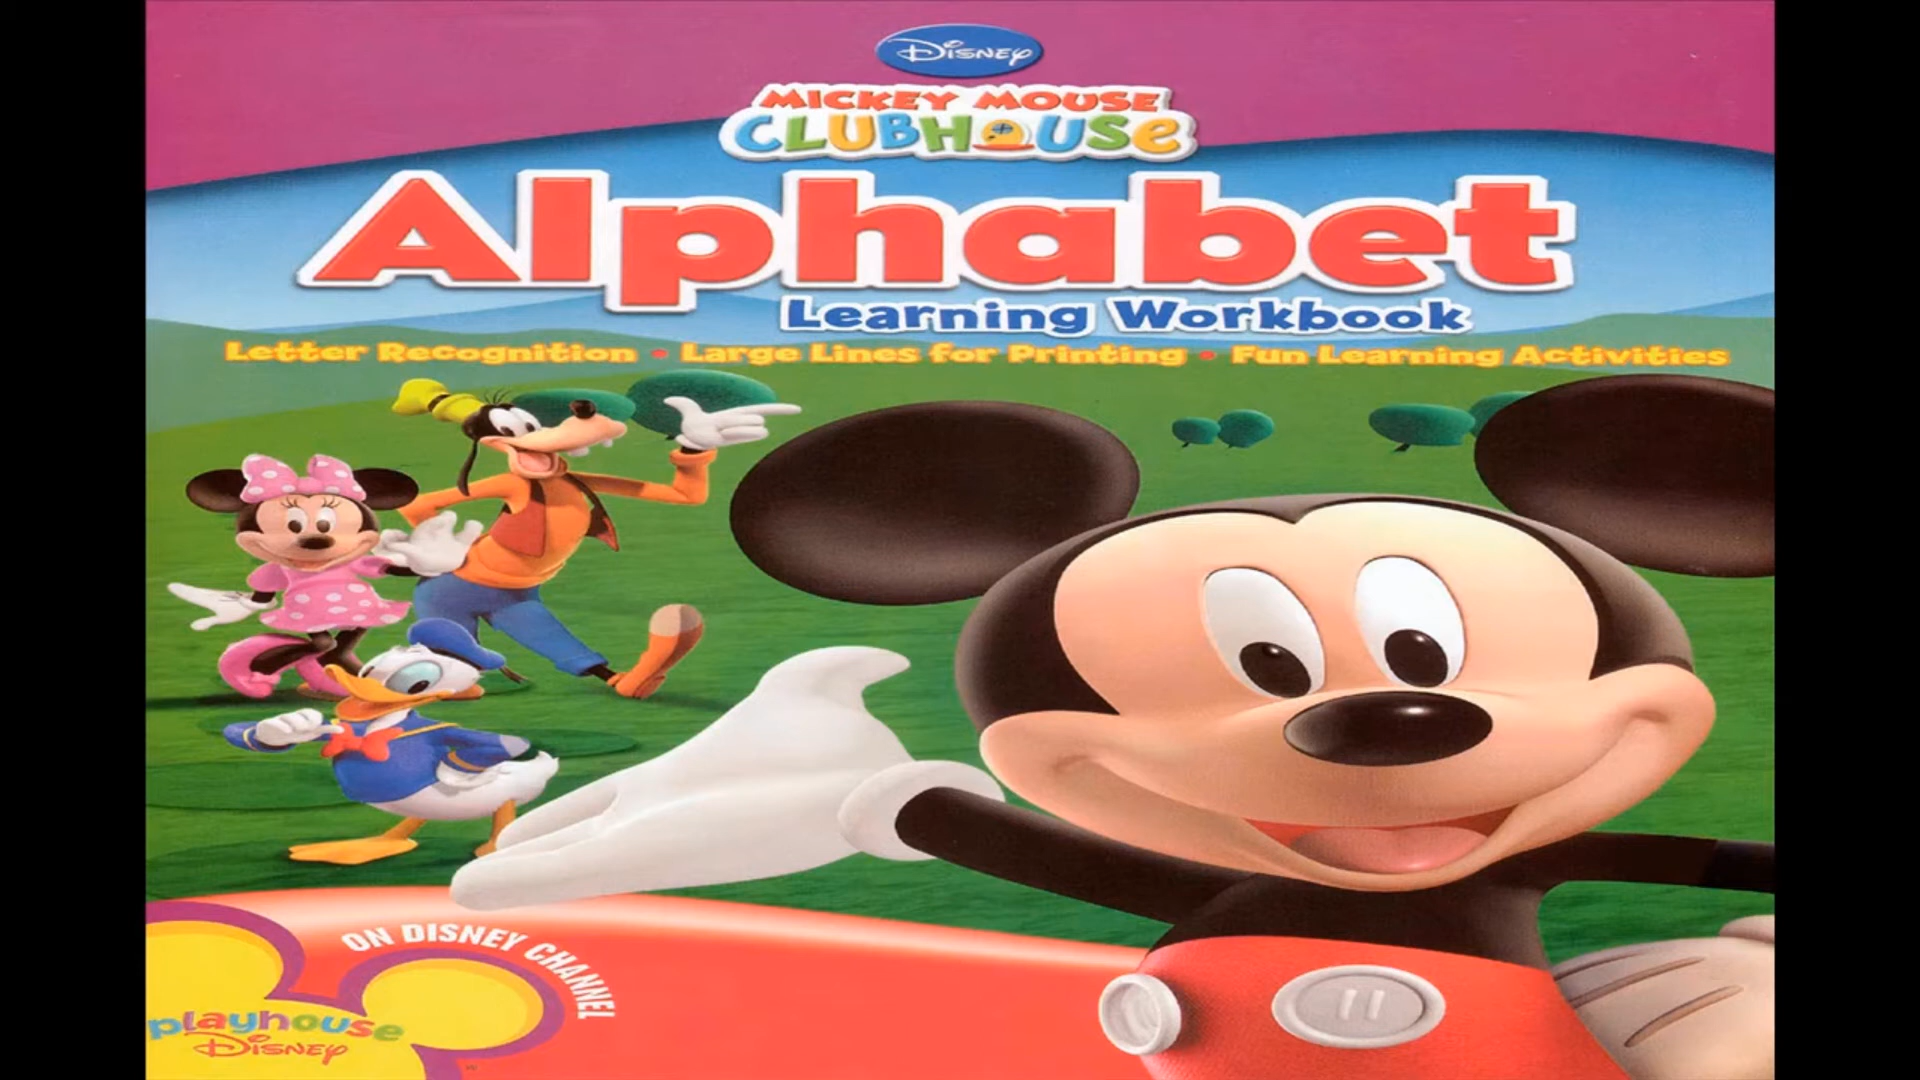 Disney
MICKEY MOUSE
CLUBHOUSE
Alphabet
Learning Workbook
Letter Recognition • Large Lines for Printing • Fun Learning Activities
ON DISNEY CHANNEL
playhouse
Disney